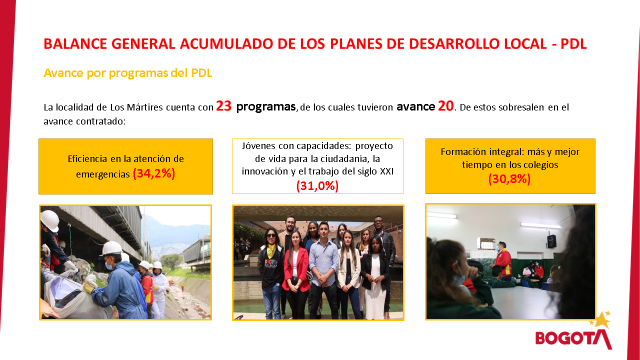 BALANCE GENERAL ACUMULADO DE LOS PLANES DE DESARROLLO LOCAL - PDL
Avance por programas del PDL
La localidad de Los Mártires cuenta con 23 programas, de los cuales tuvieron avance 20. De estos sobresalen en el
avance contratado:
Eficiencia en la atención de
emergencias (34,2%)
Jóvenes con capacidades: proyecto
de vida para la ciudadania, la
innovación y el trabajo del siglo XXI
(31,0%)
Formación integral: más y mejor
tiempo en los colegios
(30,8%)
BOGOTA